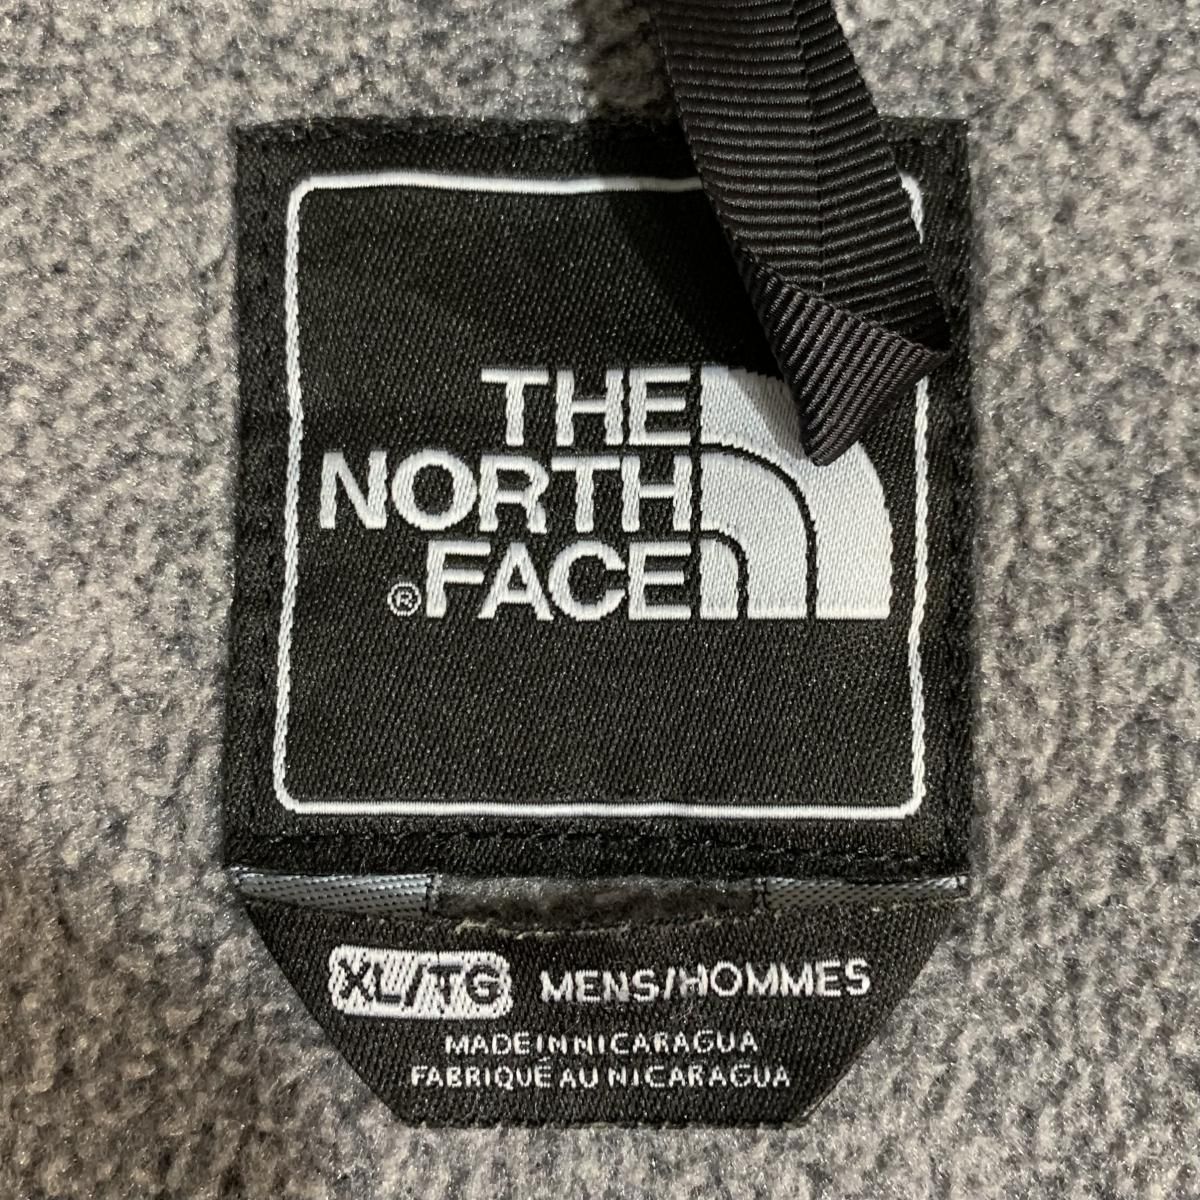 THE
NORTH
®FACE
XL/TG MENS/HOMMES
MADE IN NICARAGUA
FABRIQUÉ AU NICARAGUA